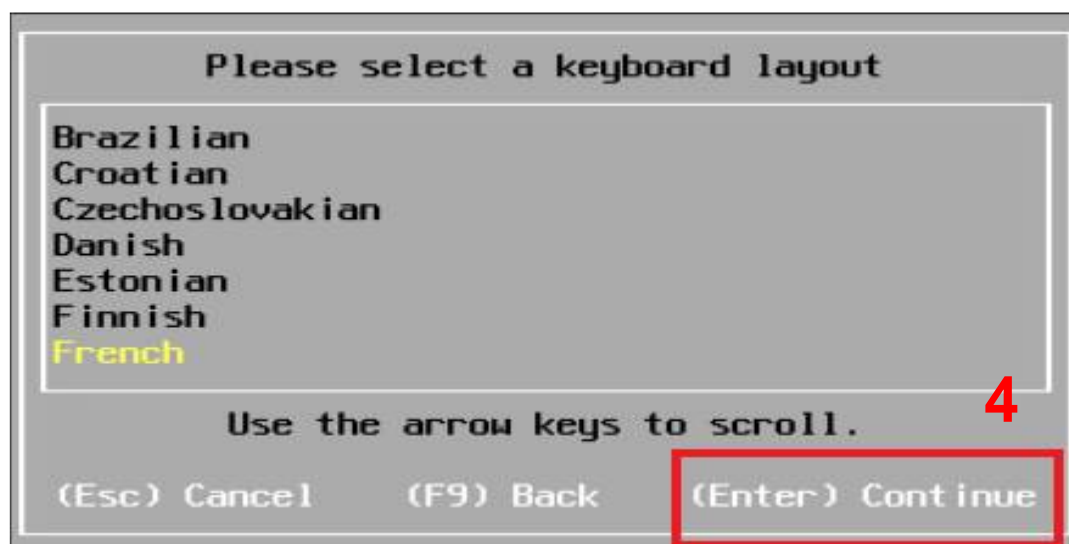 Please select a keyboard layout
Brazilian
Croatian
Czechoslovakian
Danish
Estonian
Finnish
French
4
Use the arrow keys to scroll.
(Esc) Cancel (F9) Back (Enter) Continue